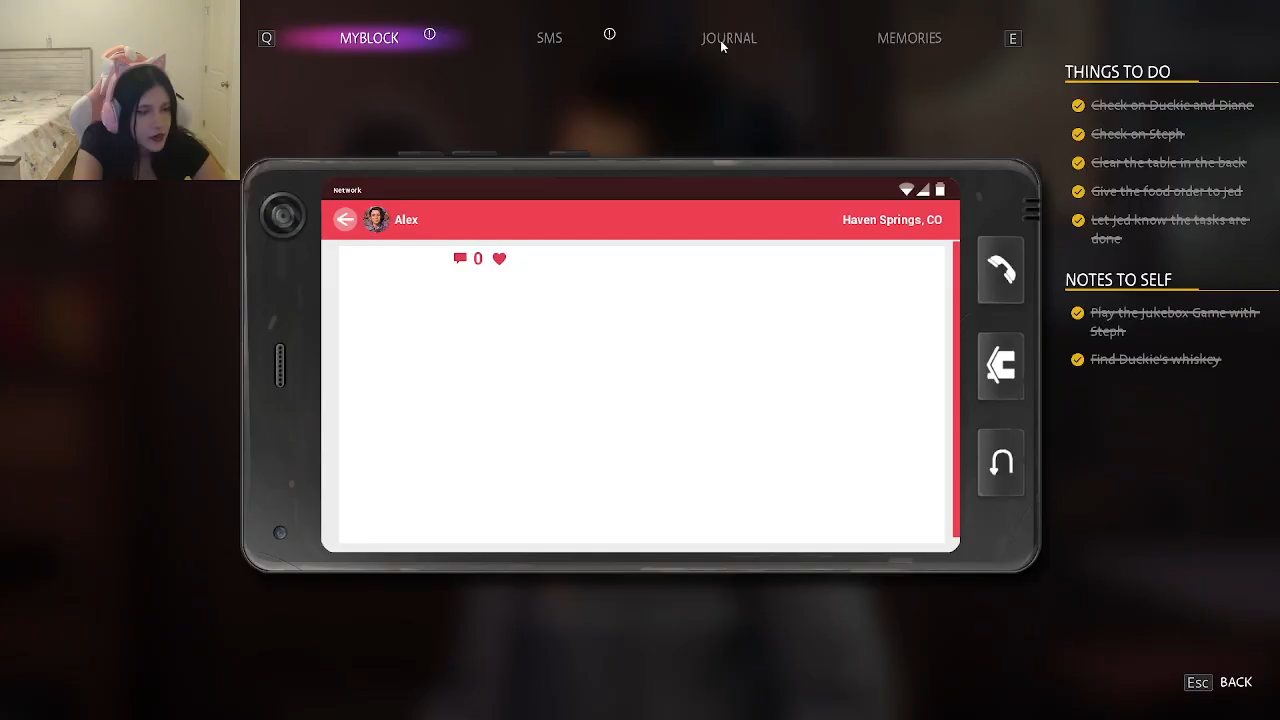 Q MYBLOCK SMS JOURNAL MEMORIES E
THINGS TO DO
Check on Duckie and Diane
Check on Steph
Clear the table in the back
Give the food order to Jed
Let Jed know the tasks are
done
NOTES TO SELF
Play the Jukebox Game with
Steph
Find Duckie's whiskey
Network
Alex
Haven Springs, CO
0
Esc BACK